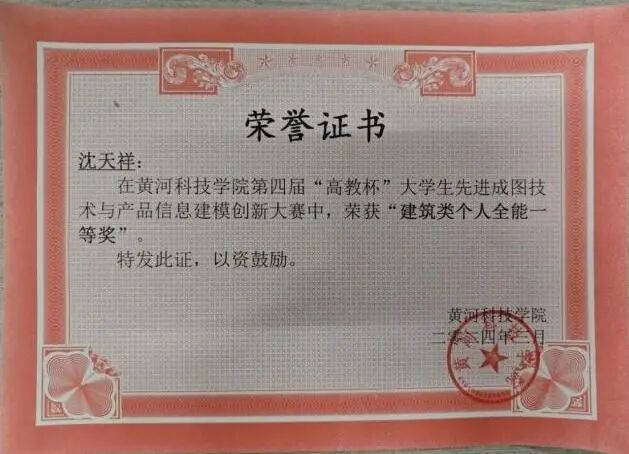 荣誉证书
沈天祥：
在黄河科技学院第四届“高教杯”大学生先进成图技
术与产品信息建模创新大赛中，荣获“建筑类个人全能一
等奖”。
特发此证，以资鼓励。
黄河科技学院
二〇二四年三月